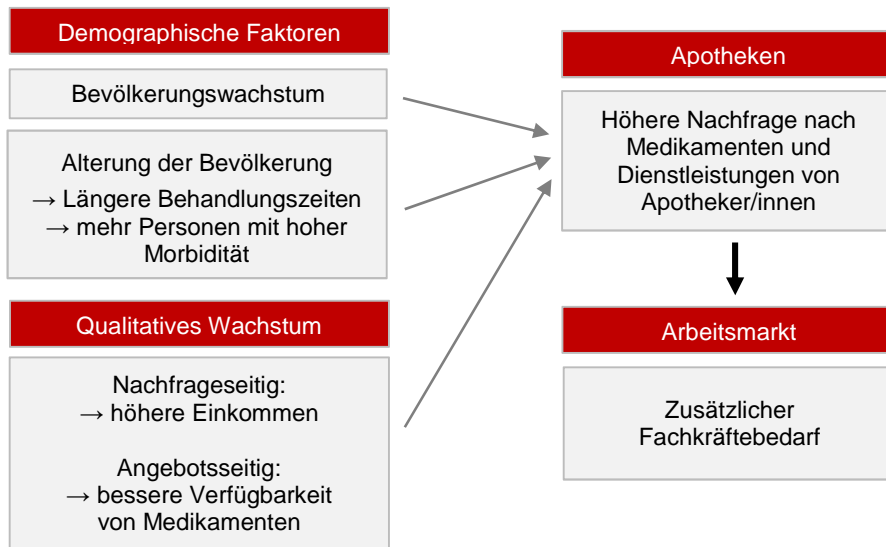 Demographische Faktoren
Bevölkerungswachstum
Alterung der Bevölkerung
→ Längere Behandlungszeiten
→ mehr Personen mit hoher
Morbidität
Qualitatives Wachstum
Nachfrageseitig:
→ höhere Einkommen
Angebotsseitig:
→ bessere Verfügbarkeit
von Medikamenten
Apotheken
Höhere Nachfrage nach
Medikamenten und
Dienstleistungen von
Apotheker/innen
Arbeitsmarkt
Zusätzlicher
Fachkräftebedarf